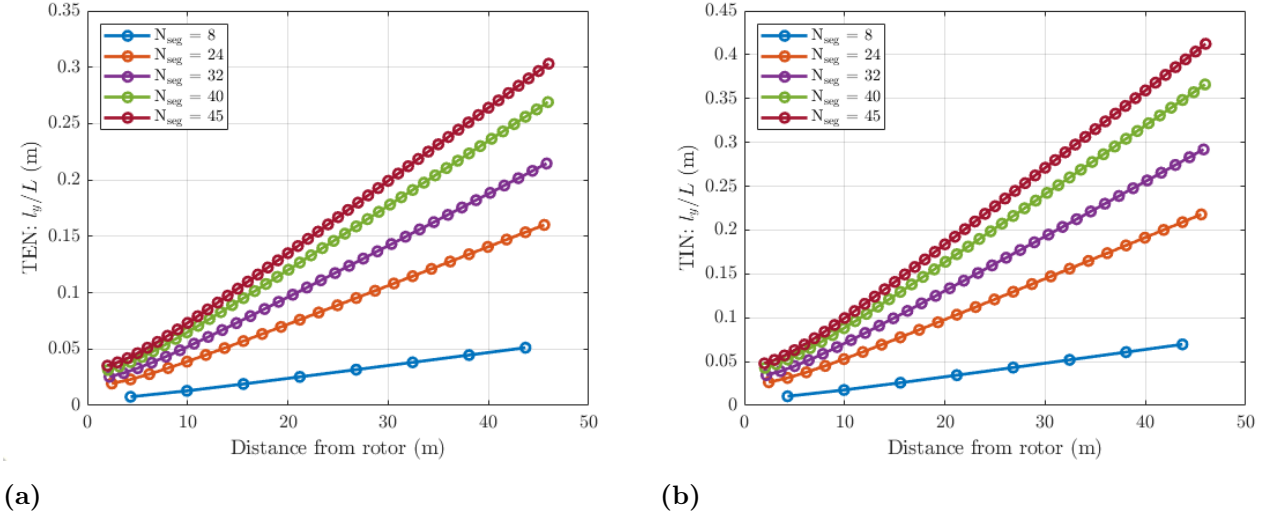 N_seg = 8
N_seg = 24
N_seg = 32
N_seg = 40
N_seg = 45
0.35
0.3
0.25
0.2
0.15
0.1
0.05
0
TEN: l_y/L (m)
0 10 20 30 40 50
Distance from rotor (m)
(a)
N_seg = 8
N_seg = 24
N_seg = 32
N_seg = 40
N_seg = 45
0.45
0.4
0.35
0.3
0.25
0.2
0.15
0.1
0.05
0
TIN: l_y/L (m)
0 10 20 30 40 50
Distance from rotor (m)
(b)